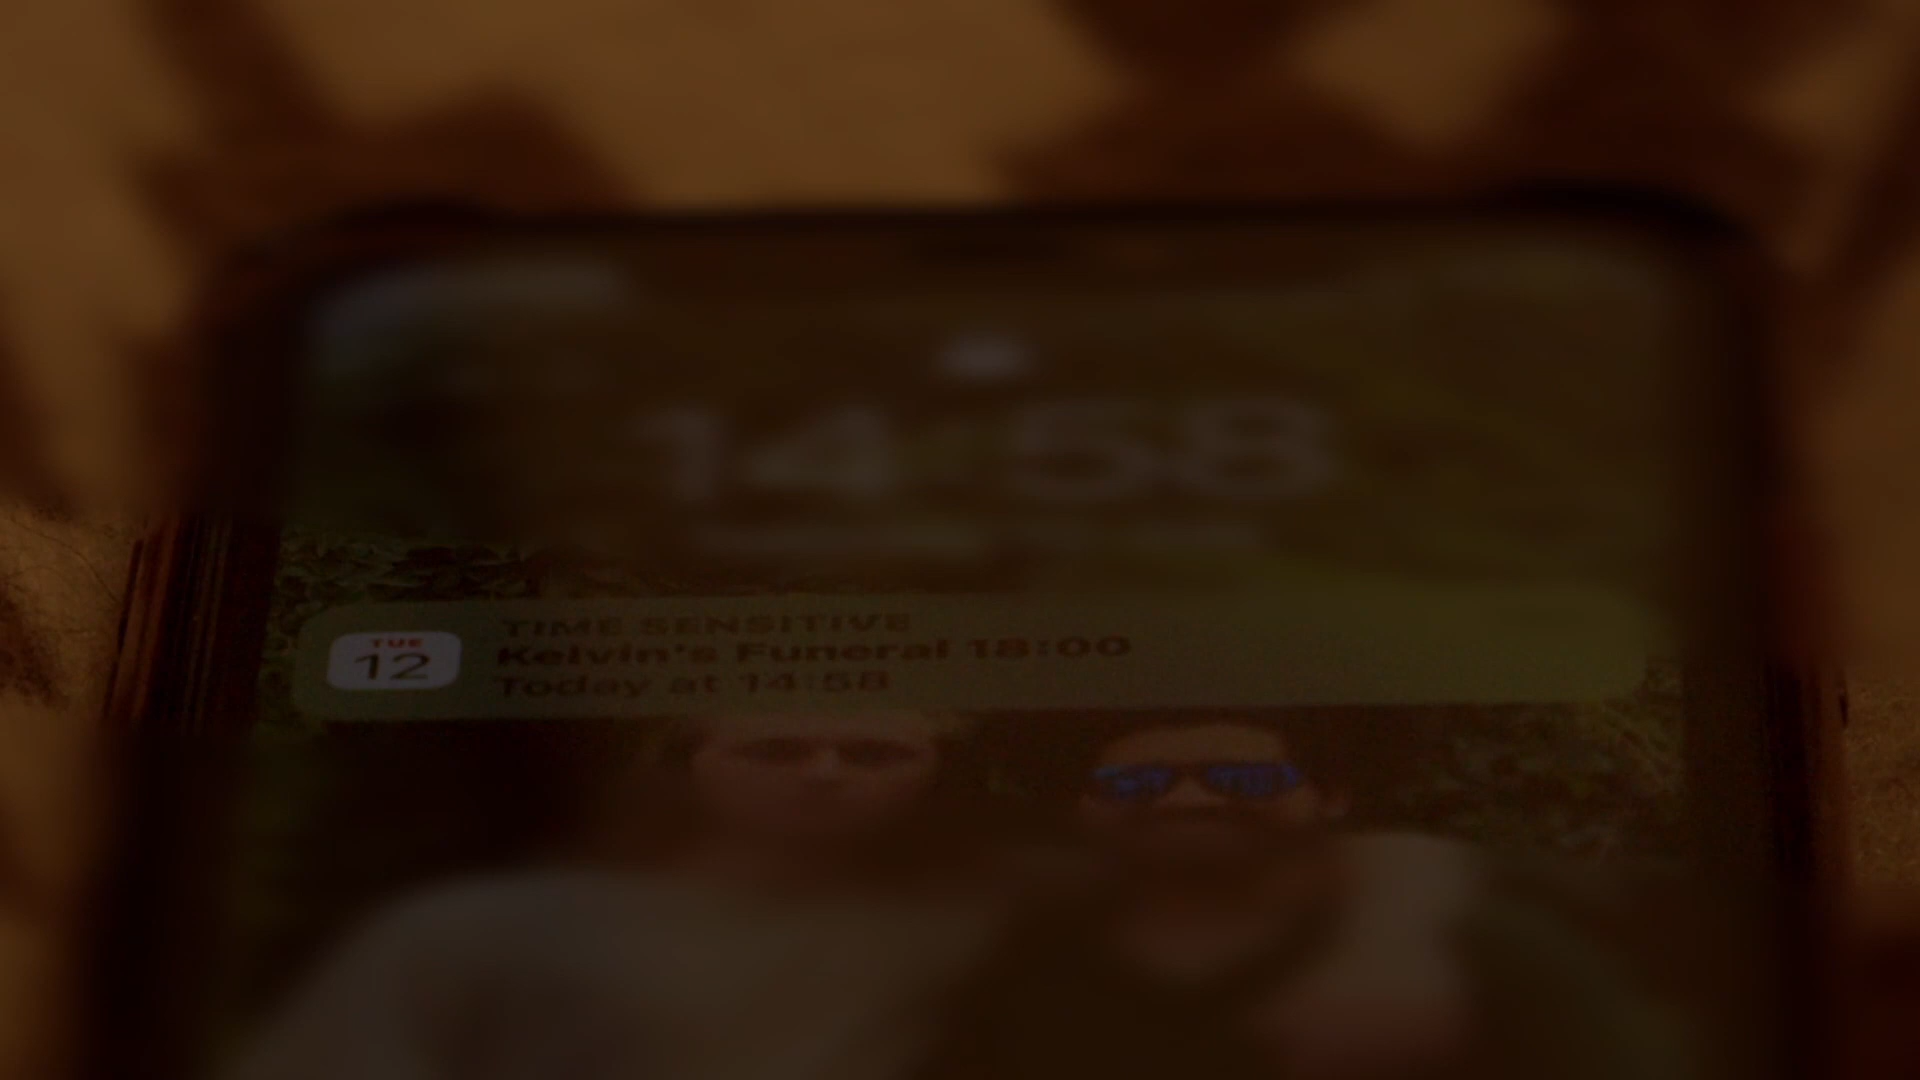 14:58
TUE
12
TIME SENSITIVE
Kelvin's Funeral 18:00
Today at 14:58